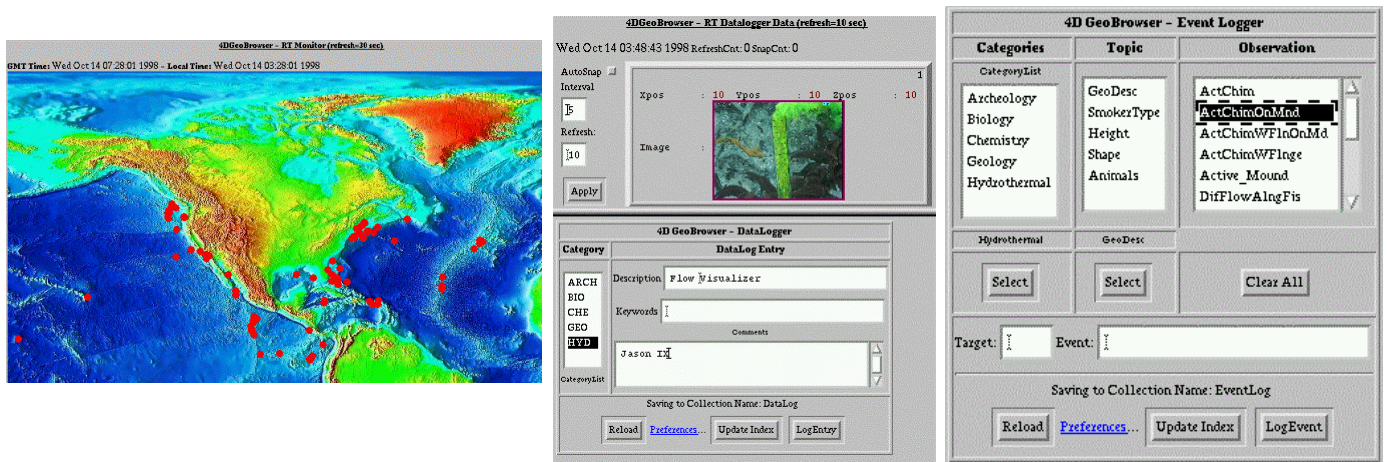 4DGeoBrowser - RT Monitor (refresh=30 sec)
GMT Time: Wed Oct 14 07:28:01 1998 - Local Time: Wed Oct 14 03:28:01 1998
4DGeoBrowser - RT Datalogger Data (refresh=10 sec)
Wed Oct 14 03:48:43 1998 RefreshCnt: 0 SnapCnt: 0
AutoSnap
Interval
5
Refresh:
10
Apply
1
Xpos : 10 Ypos : 10 Zpos : 10
Image :
4D GeoBrowser - DataLogger
Category
DataLog Entry
ARCH
BIO
CHE
GEO
HYD
CategoryList
Description Flow Visualizer
Keywords
Comments
Jason IX
Saving to Collection Name: DataLog
Reload Preferences... Update Index LogEntry
4D GeoBrowser - Event Logger
Categories Topic Observation
CategoryList
Archeology
Biology
Chemistry
Geology
Hydrothermal
GeoDesc
SmokerType
Height
Shape
Animals
ActChim
ActChimOnMnd
ActChimWFlnOnMd
ActChimWFlnge
Active_Mound
DifFlowAlngFis
Hydrothermal GeoDesc
Select Select Clear All
Target: Event:
Saving to Collection Name: EventLog
Reload Preferences... Update Index LogEvent